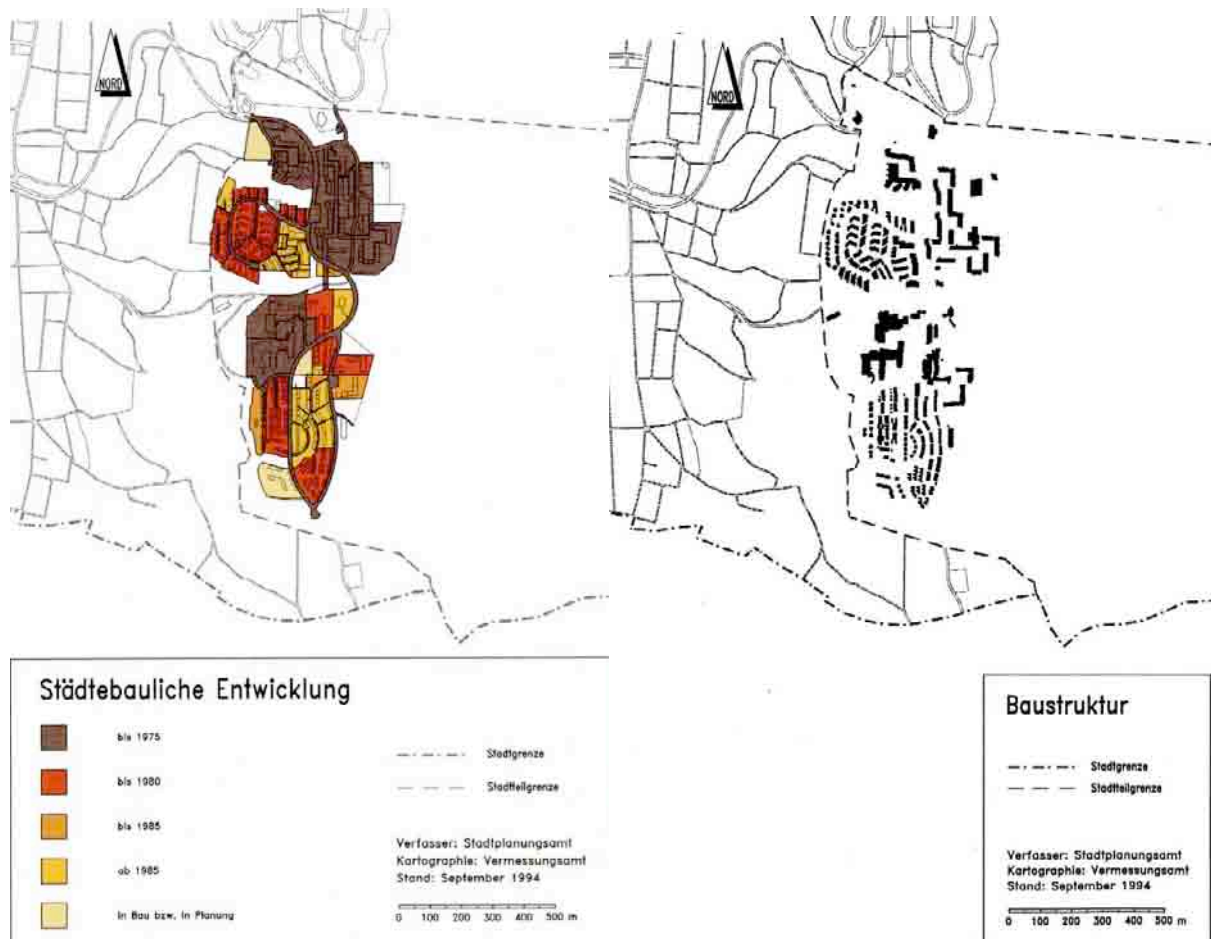 NORD
NORD
Städtebauliche Entwicklung
bis 1975
bis 1980
bis 1985
ab 1985
In Bau bzw. In Planung
Stadtgrenze
Stadtteilgrenze
Verfasser: Stadtplanungsamt
Kartographie: Vermessungsamt
Stand: September 1994
0 100 200 300 400 500 m
Baustruktur
Stadtgrenze
Stadtteilgrenze
Verfasser: Stadtplanungsamt
Kartographie: Vermessungsamt
Stand: September 1994
0 100 200 300 400 500 m